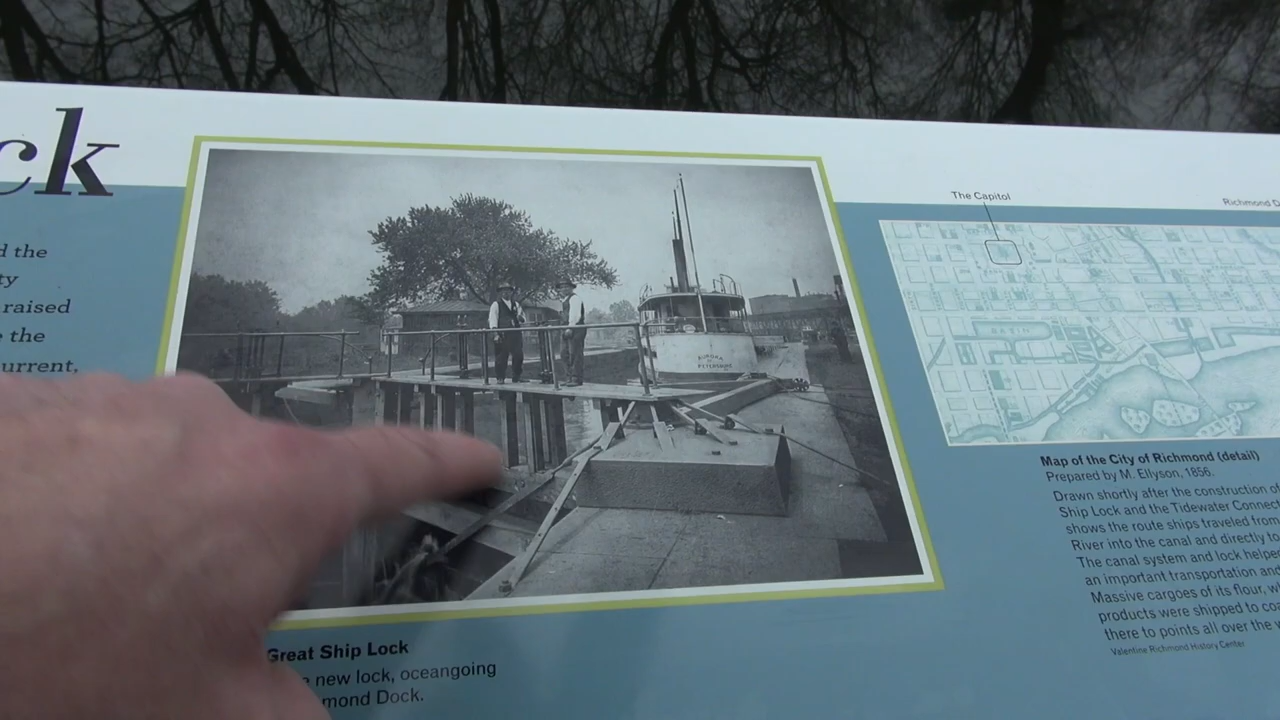 ck
d the
ty
raised
the
urrent,
AURORA
OF
PETERSBURG
Great Ship Lock
new lock, oceangoing
mond Dock.
The Capitol
Richmond D
BASIN
Map of the City of Richmond (detail)
Prepared by M. Ellyson, 1856.
Drawn shortly after the construction of
Ship Lock and the Tidewater Connect
shows the route ships traveled from
River into the canal and directly to
The canal system and lock helpe
an important transportation and
Massive cargoes of its flour, w
products were shipped to coa
there to points all over the w
Valentine Richmond History Center